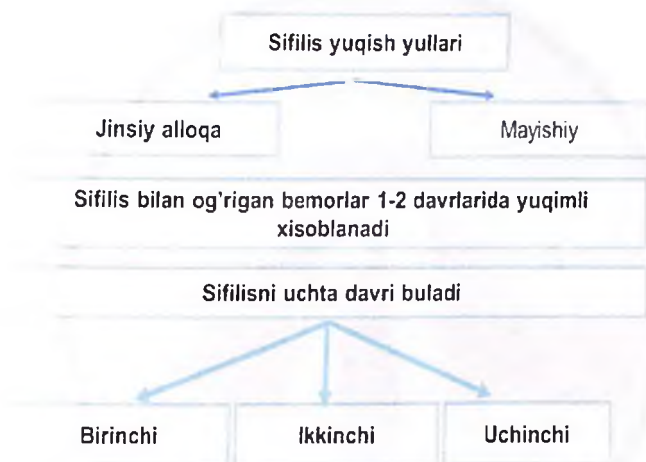 Sifilis yuqish yullari
Jinsiy alloqa
Mayishiy
Sifilis bilan og'rigan bemorlar 1-2 davrlarida yuqimli
xisoblanadi
Sifilisni uchta davri buladi
Birinchi
Ikkinchi
Uchinchi